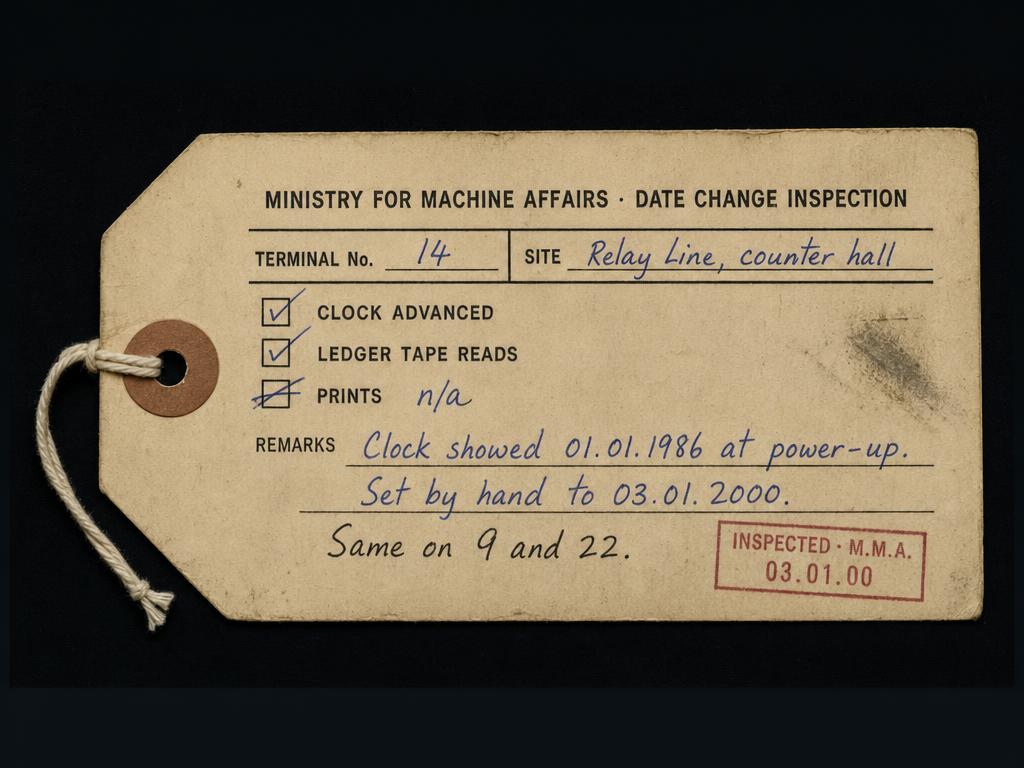 MINISTRY FOR MACHINE AFFAIRS · DATE CHANGE INSPECTION
TERMINAL No. 14 SITE Relay Line, counter hall
CLOCK ADVANCED
LEDGER TAPE READS
PRINTS n/a
REMARKS Clock showed 01.01.1986 at power-up.
Set by hand to 03.01.2000.
Same on 9 and 22.
INSPECTED · M.M.A.
03.01.00